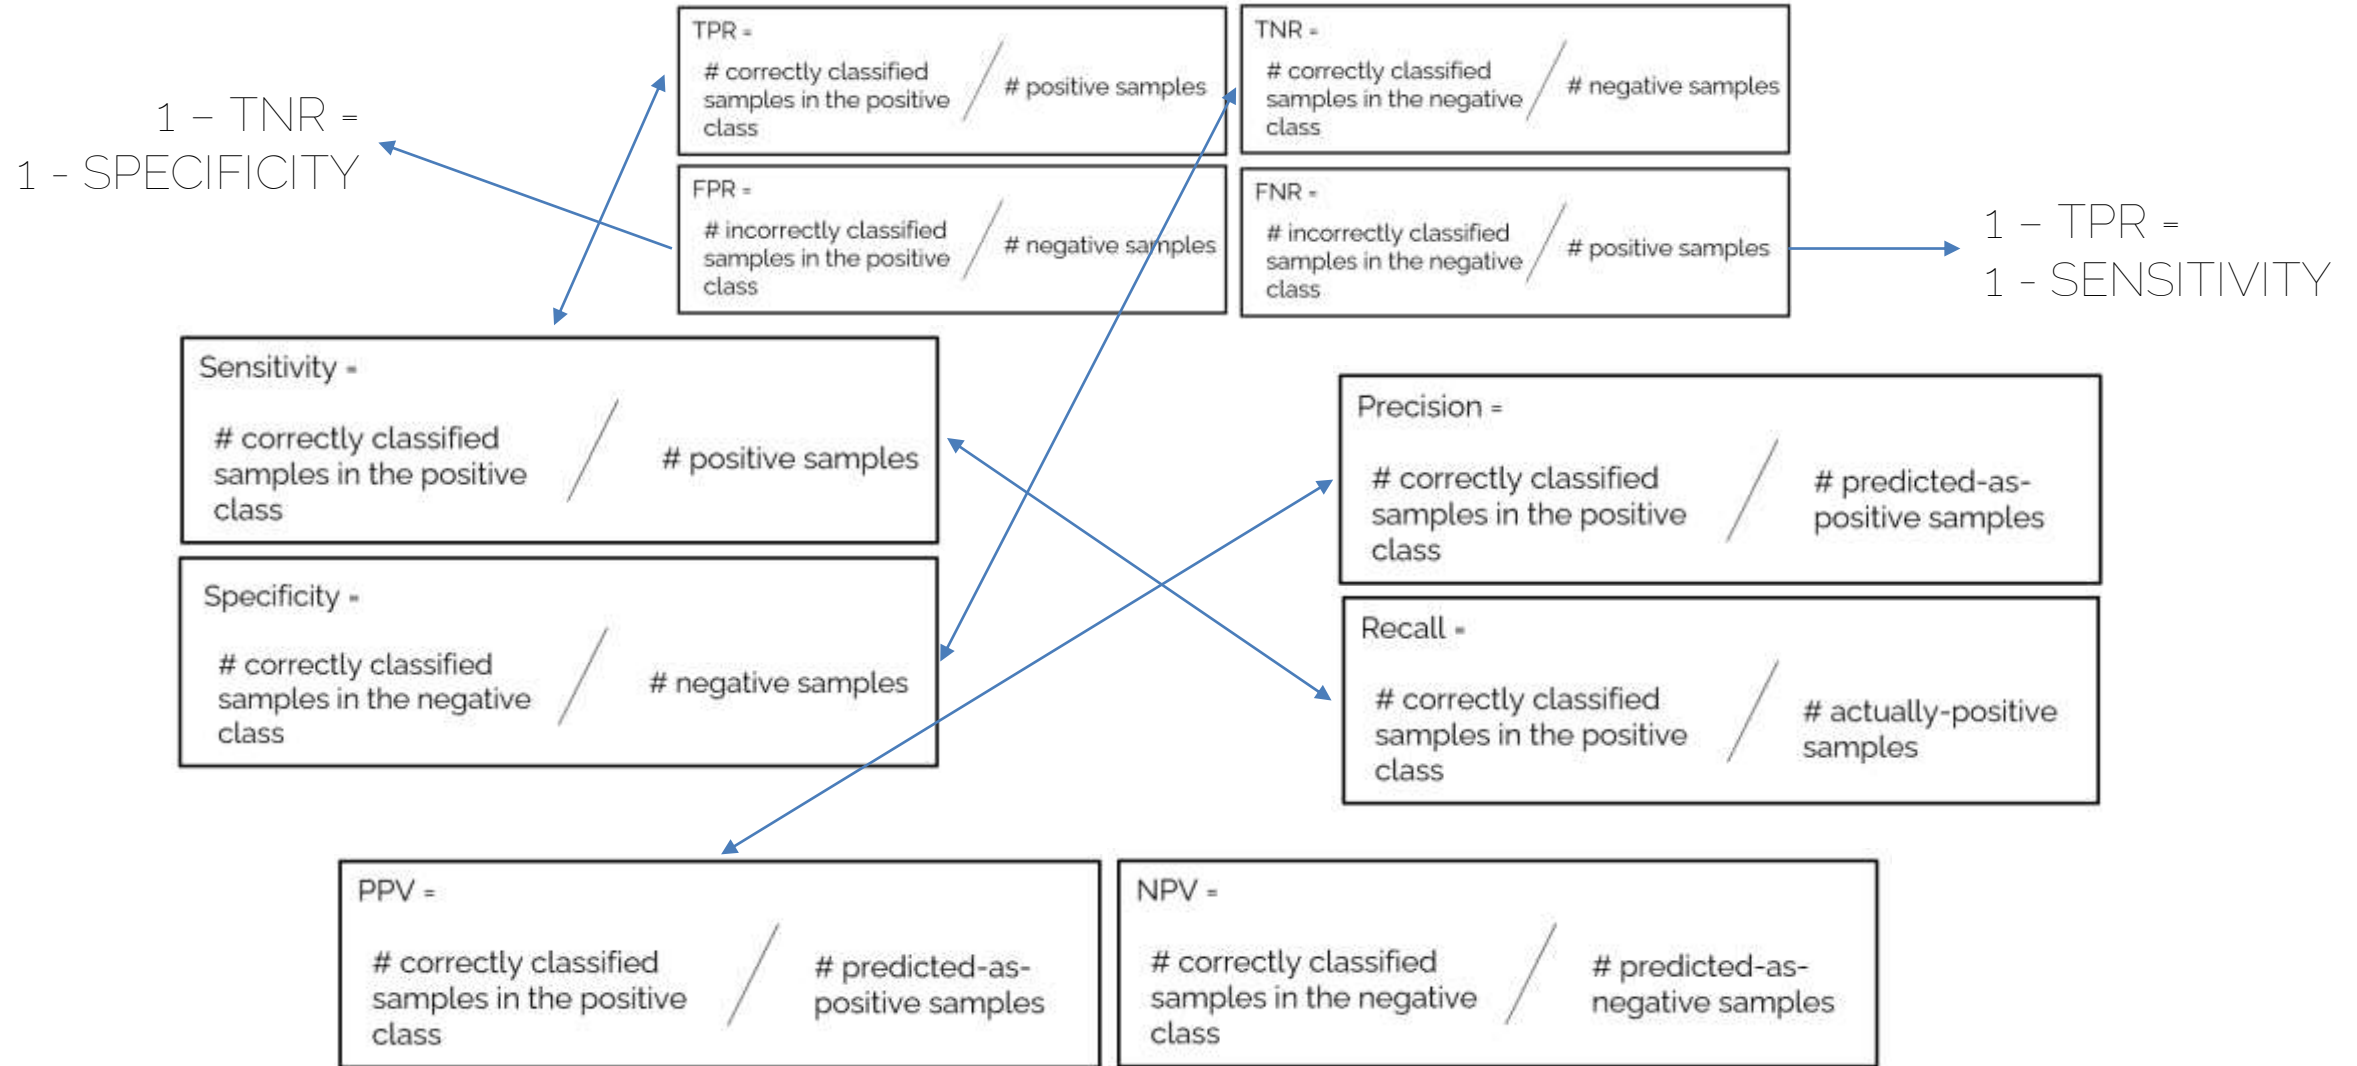 TPR =
# correctly classified
samples in the positive
class
# positive samples
TNR =
# correctly classified
samples in the negative
class
# negative samples
1 – TNR =
1 - SPECIFICITY
FPR =
# incorrectly classified
samples in the positive
class
# negative samples
FNR =
# incorrectly classified
samples in the negative
class
# positive samples
1 – TPR =
1 - SENSITIVITY
Sensitivity =
# correctly classified
samples in the positive
class
# positive samples
Precision =
# correctly classified
samples in the positive
class
# predicted-as-
positive samples
Specificity =
# correctly classified
samples in the negative
class
# negative samples
Recall =
# correctly classified
samples in the positive
class
# actually-positive
samples
PPV =
# correctly classified
samples in the positive
class
# predicted-as-
positive samples
NPV =
# correctly classified
samples in the negative
class
# predicted-as-
negative samples